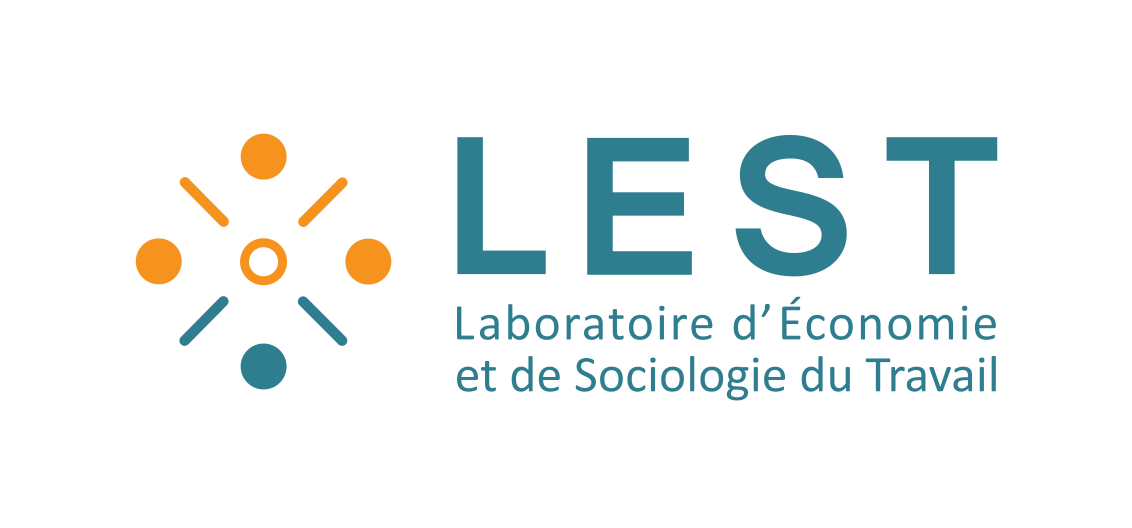 LEST
Laboratoire d’Économie
et de Sociologie du Travail